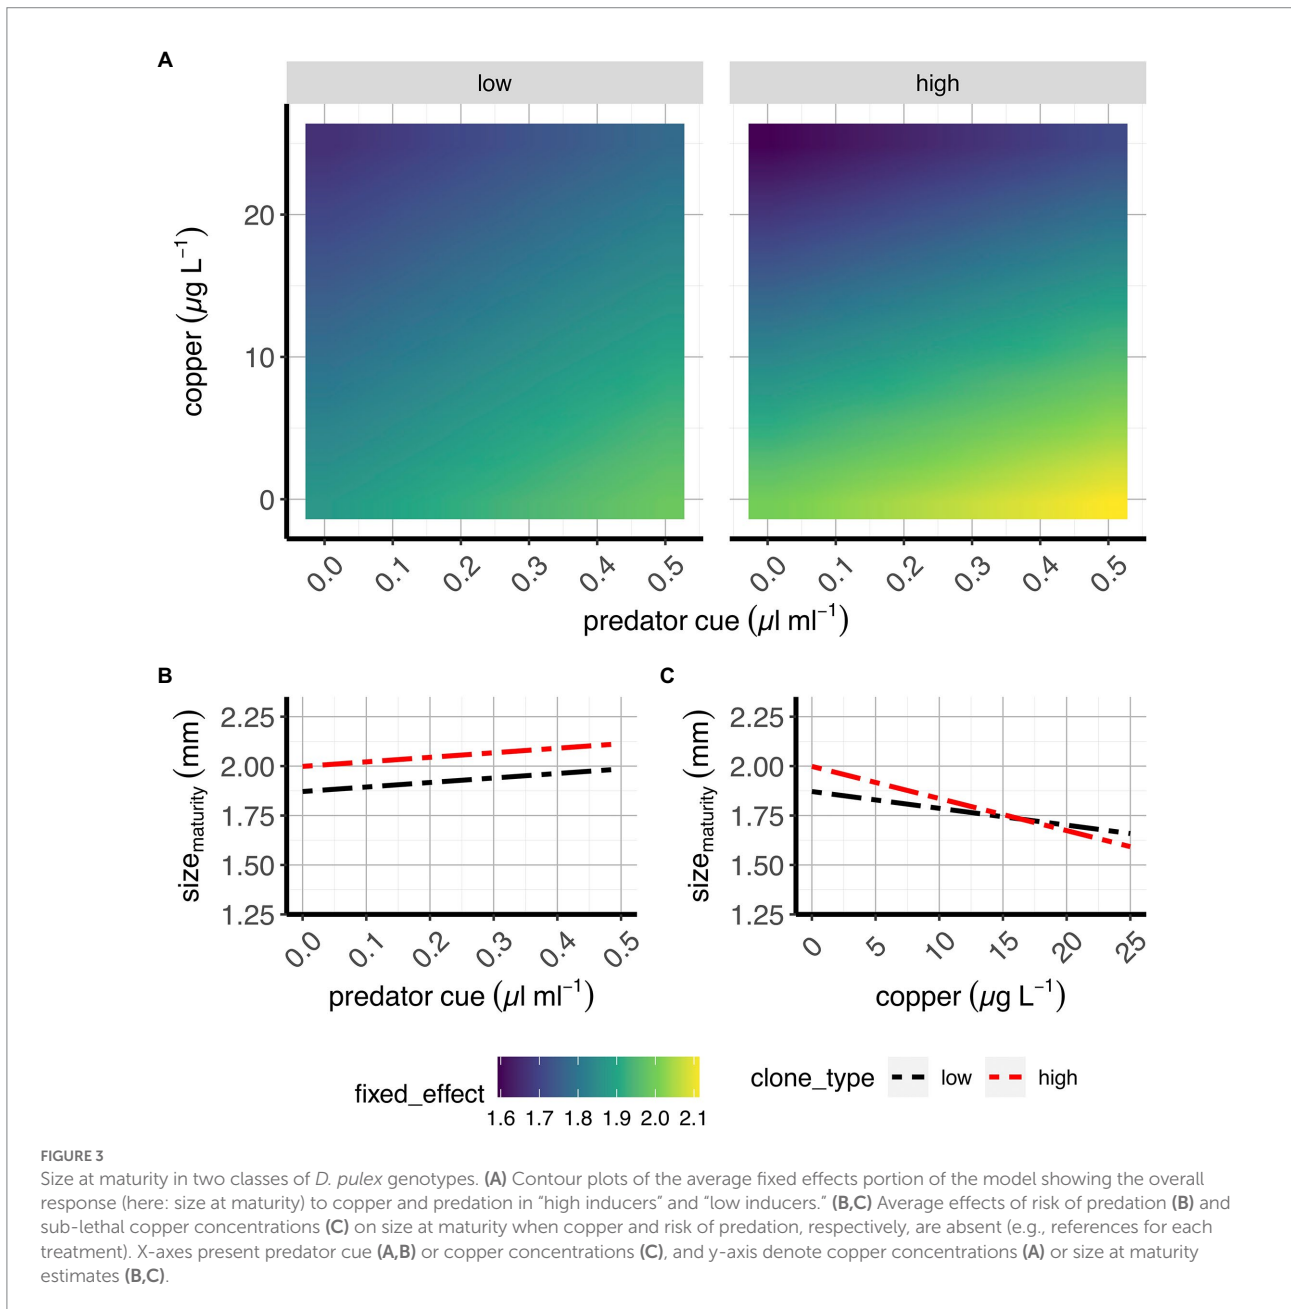 A
low
high
copper (µg L⁻¹)
20
10
0
0.0 0.1 0.2 0.3 0.4 0.5
0.0 0.1 0.2 0.3 0.4 0.5
predator cue (µl ml⁻¹)
B
size_maturity (mm)
2.25
2.00
1.75
1.50
1.25
0.0 0.1 0.2 0.3 0.4 0.5
predator cue (µl ml⁻¹)
C
size_maturity (mm)
2.25
2.00
1.75
1.50
1.25
0 5 10 15 20 25
copper (µg L⁻¹)
fixed_effect
1.6 1.7 1.8 1.9 2.0 2.1
clone_type low high
FIGURE 3
Size at maturity in two classes of D. pulex genotypes. (A) Contour plots of the average fixed effects portion of the model showing the overall
response (here: size at maturity) to copper and predation in “high inducers” and “low inducers.” (B,C) Average effects of risk of predation (B) and
sub-lethal copper concentrations (C) on size at maturity when copper and risk of predation, respectively, are absent (e.g., references for each
treatment). X-axes present predator cue (A,B) or copper concentrations (C), and y-axis denote copper concentrations (A) or size at maturity
estimates (B,C).